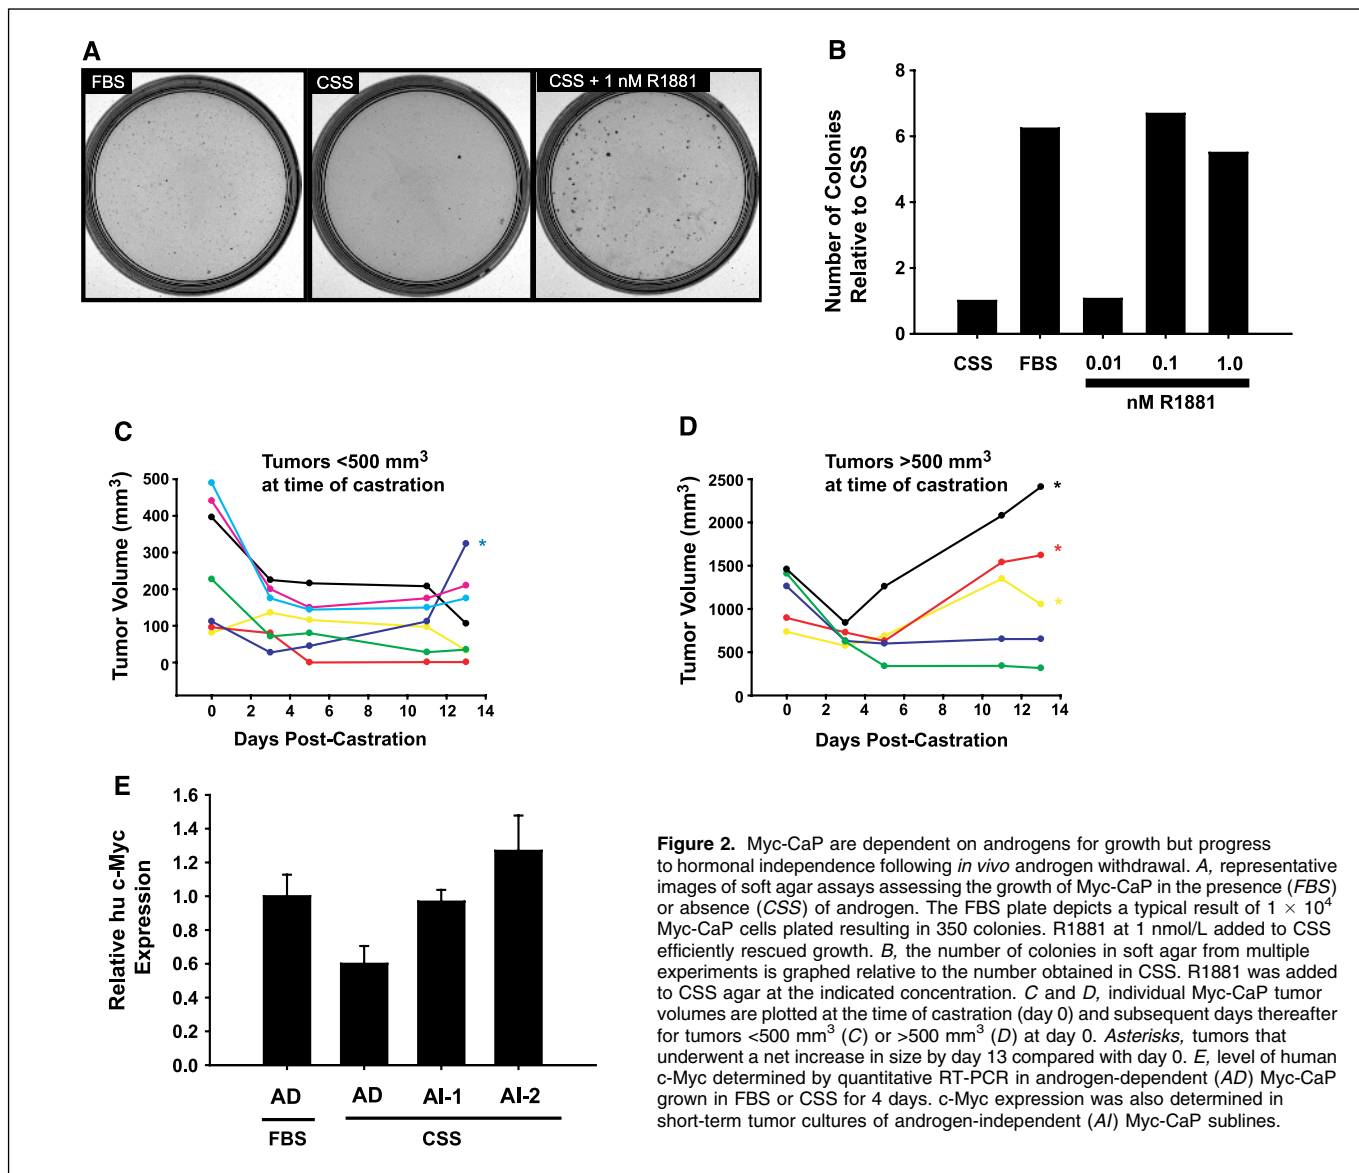 A
FBS
CSS
CSS + 1 nM R1881
B
Number of Colonies
Relative to CSS
8
6
4
2
0
CSS
FBS
0.01
0.1
1.0
nM R1881
C
Tumors <500 mm³
at time of castration
Tumor Volume (mm³)
500
400
300
200
100
0
*
0 2 4 6 8 10 12 14
Days Post-Castration
D
Tumors >500 mm³
at time of castration
Tumor Volume (mm³)
2500
2000
1500
1000
500
0
*
*
*
0 2 4 6 8 10 12 14
Days Post-Castration
E
Relative hu c-Myc
Expression
1.6
1.4
1.2
1.0
0.8
0.6
0.4
0.2
0.0
AD AD AI-1 AI-2
FBS CSS
Figure 2. Myc-CaP are dependent on androgens for growth but progress
to hormonal independence following in vivo androgen withdrawal. A, representative
images of soft agar assays assessing the growth of Myc-CaP in the presence (FBS)
or absence (CSS) of androgen. The FBS plate depicts a typical result of 1 × 10⁴
Myc-CaP cells plated resulting in 350 colonies. R1881 at 1 nmol/L added to CSS
efficiently rescued growth. B, the number of colonies in soft agar from multiple
experiments is graphed relative to the number obtained in CSS. R1881 was added
to CSS agar at the indicated concentration. C and D, individual Myc-CaP tumor
volumes are plotted at the time of castration (day 0) and subsequent days thereafter
for tumors <500 mm³ (C) or >500 mm³ (D) at day 0. Asterisks, tumors that
underwent a net increase in size by day 13 compared with day 0. E, level of human
c-Myc determined by quantitative RT-PCR in androgen-dependent (AD) Myc-CaP
grown in FBS or CSS for 4 days. c-Myc expression was also determined in
short-term tumor cultures of androgen-independent (AI) Myc-CaP sublines.